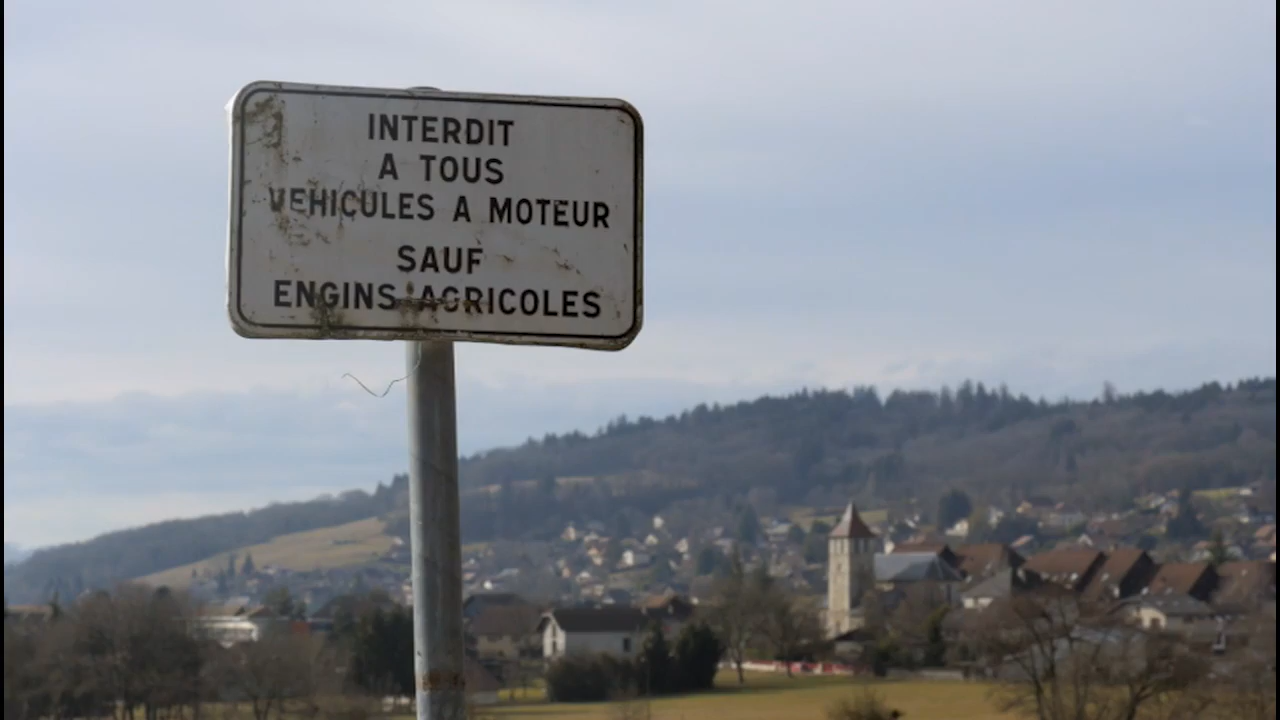 INTERDIT
A TOUS
VEHICULES A MOTEUR
SAUF
ENGINS AGRICOLES